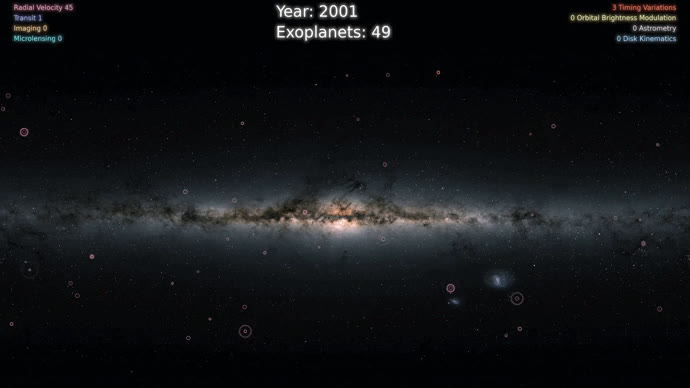 Radial Velocity 45
Transit 1
Imaging 0
Microlensing 0
Year: 2001
Exoplanets: 49
3 Timing Variations
0 Orbital Brightness Modulation
0 Astrometry
0 Disk Kinematics